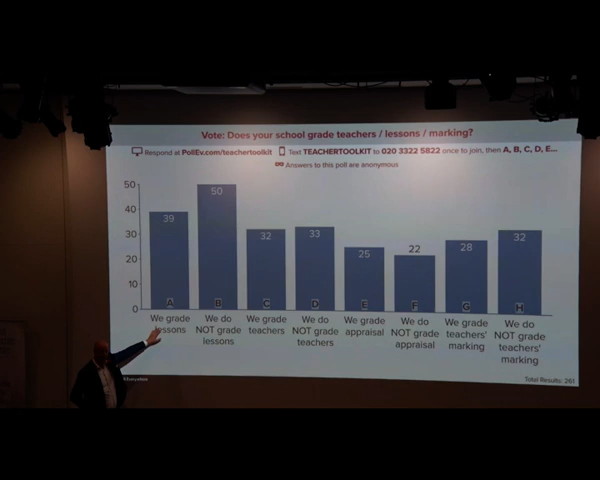 Vote: Does your school grade teachers / lessons / marking?
Respond at PollEv.com/teachertoolkit Text TEACHERTOOLKIT to 020 3322 5822 once to join, then A, B, C, D, E...
Answers to this poll are anonymous
50
40
30
20
10
0
39
50
32
33
25
22
28
32
A
B
C
D
E
F
G
H
We grade lessons
We do NOT grade lessons
We grade teachers
We do NOT grade teachers
We grade appraisal
We do NOT grade appraisal
We grade teachers' marking
We do NOT grade teachers' marking
Total Results: 261